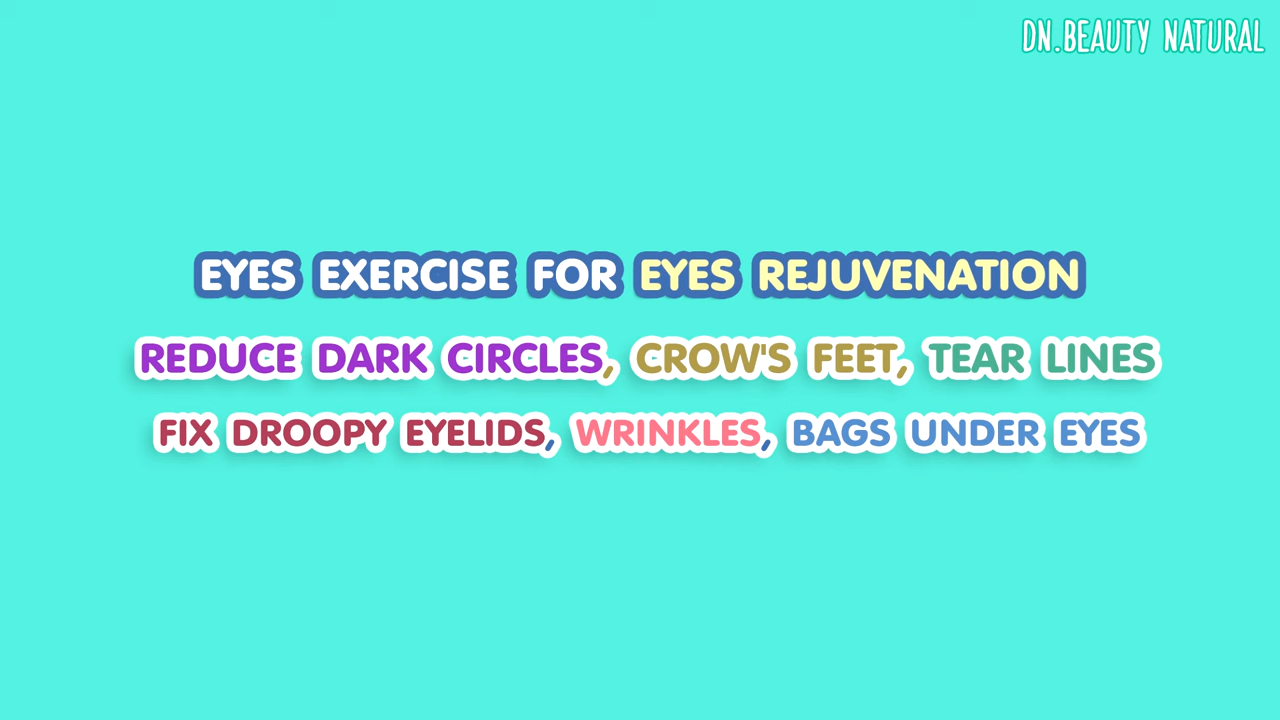 DN.BEAUTY NATURAL
EYES EXERCISE FOR EYES REJUVENATION
REDUCE DARK CIRCLES, CROW'S FEET, TEAR LINES
FIX DROOPY EYELIDS, WRINKLES, BAGS UNDER EYES